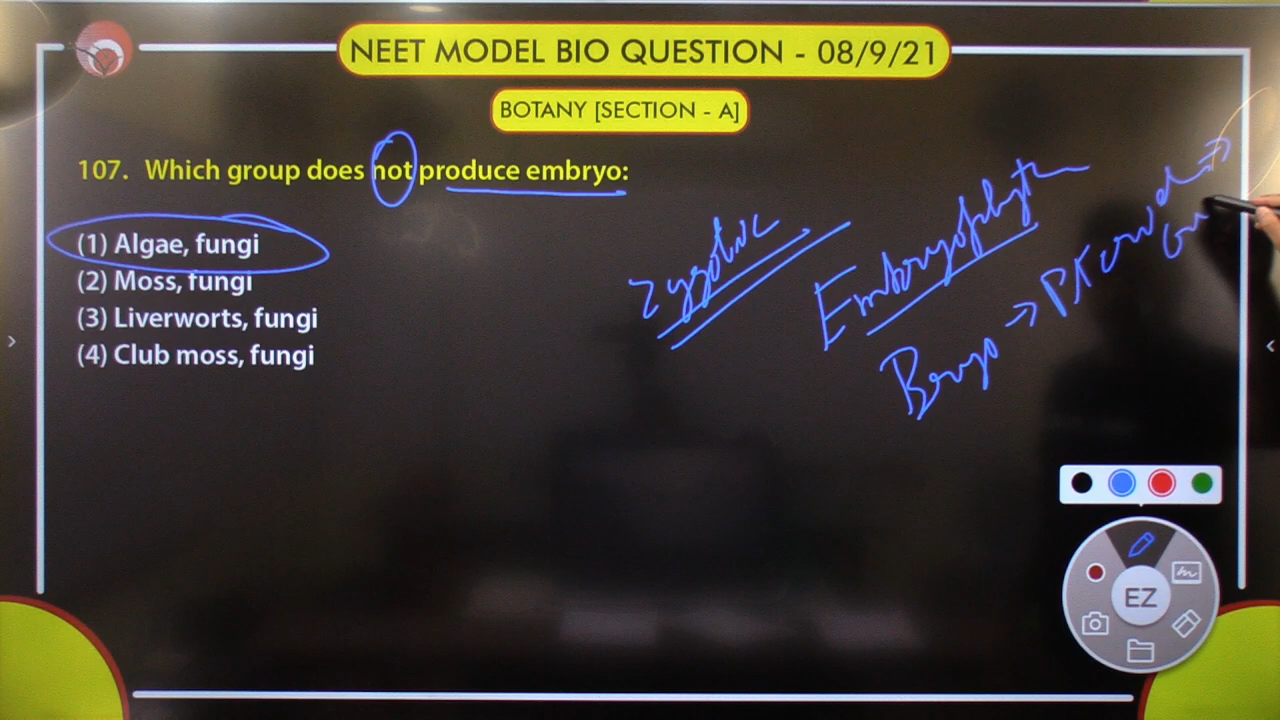 NEET MODEL BIO QUESTION - 08/9/21
BOTANY [SECTION - A]
107. Which group does not produce embryo:
(1) Algae, fungi
(2) Moss, fungi
(3) Liverworts, fungi
(4) Club moss, fungi
Zygotic
Embryophyta
Bryo →
EZ